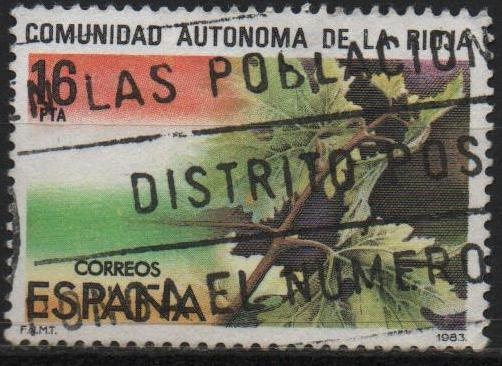 COMUNIDAD AUTONOMA DE LA RIOJA
16
PTA
LAS POBLACION
DISTRITO POS
EL NUMERO
CORREOS
ESPAÑA
F.N.M.T.
1983